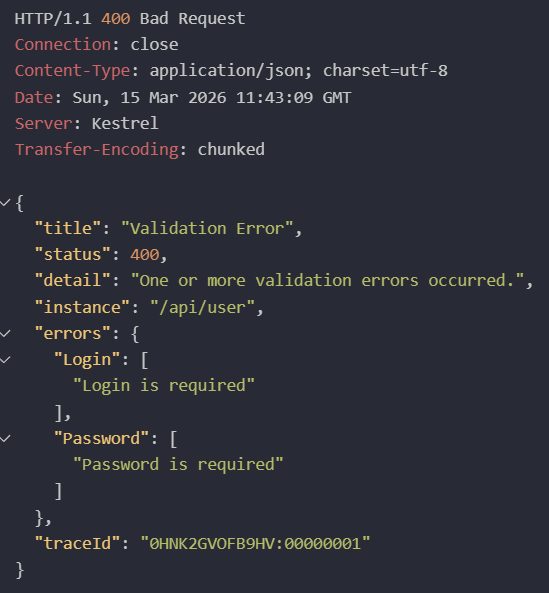 HTTP/1.1 400 Bad Request
Connection: close
Content-Type: application/json; charset=utf-8
Date: Sun, 15 Mar 2026 11:43:09 GMT
Server: Kestrel
Transfer-Encoding: chunked

{
  "title": "Validation Error",
  "status": 400,
  "detail": "One or more validation errors occurred.",
  "instance": "/api/user",
  "errors": {
    "Login": [
      "Login is required"
    ],
    "Password": [
      "Password is required"
    ]
  },
  "traceId": "0HNK2GVOFB9HV:00000001"
}